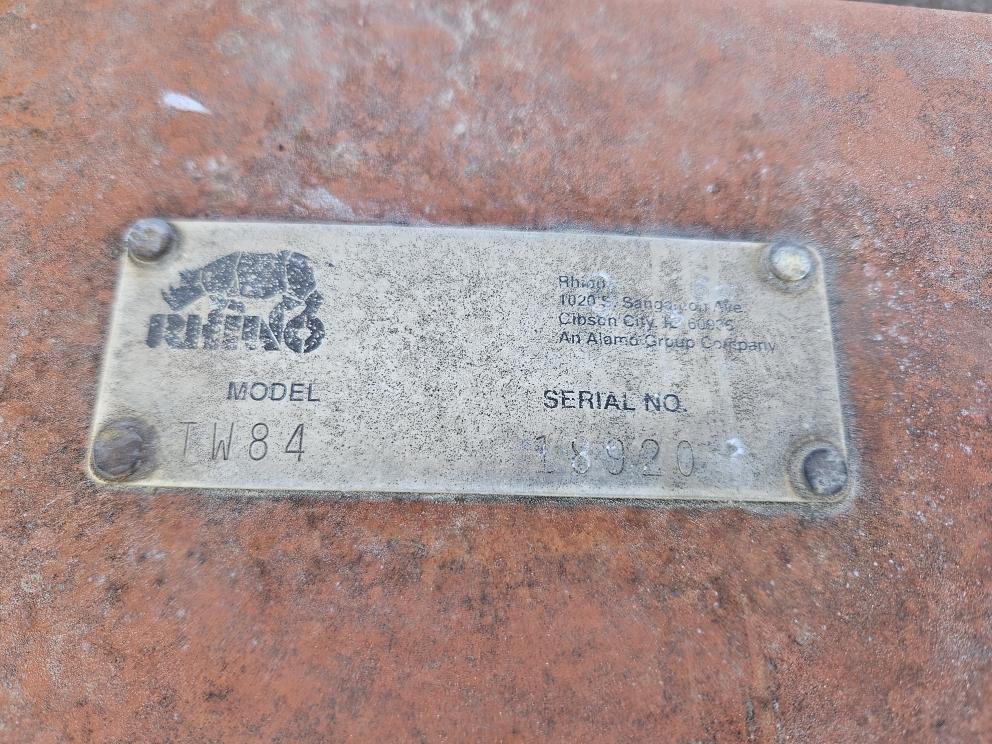 RHINO
Rhino
1020 S. Sangamon Ave
Gibson City, IL 60936
An Alamo Group Company
MODEL
SERIAL NO.
TW84
18920